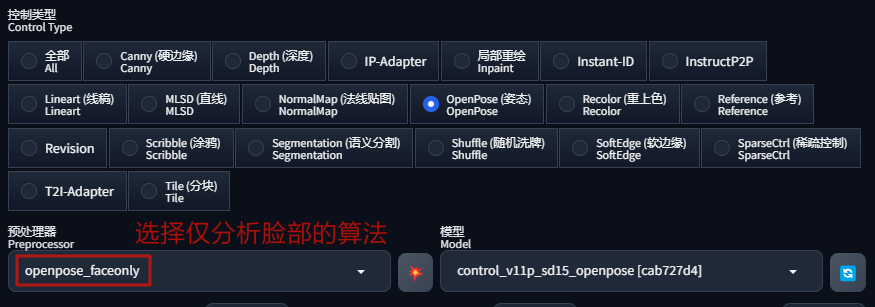 控制类型
Control Type
全部
All
Canny (硬边缘)
Canny
Depth (深度)
Depth
IP-Adapter
局部重绘
Inpaint
Instant-ID
InstructP2P
Lineart (线稿)
Lineart
MLSD (直线)
MLSD
NormalMap (法线贴图)
NormalMap
OpenPose (姿态)
OpenPose
Recolor (重上色)
Recolor
Reference (参考)
Reference
Revision
Scribble (涂鸦)
Scribble
Segmentation (语义分割)
Segmentation
Shuffle (随机洗牌)
Shuffle
SoftEdge (软边缘)
SoftEdge
SparseCtrl (稀疏控制)
SparseCtrl
T2I-Adapter
Tile (分块)
Tile
预处理器
Preprocessor
选择仅分析脸部的算法
模型
Model
openpose_faceonly
control_v11p_sd15_openpose [cab727d4]